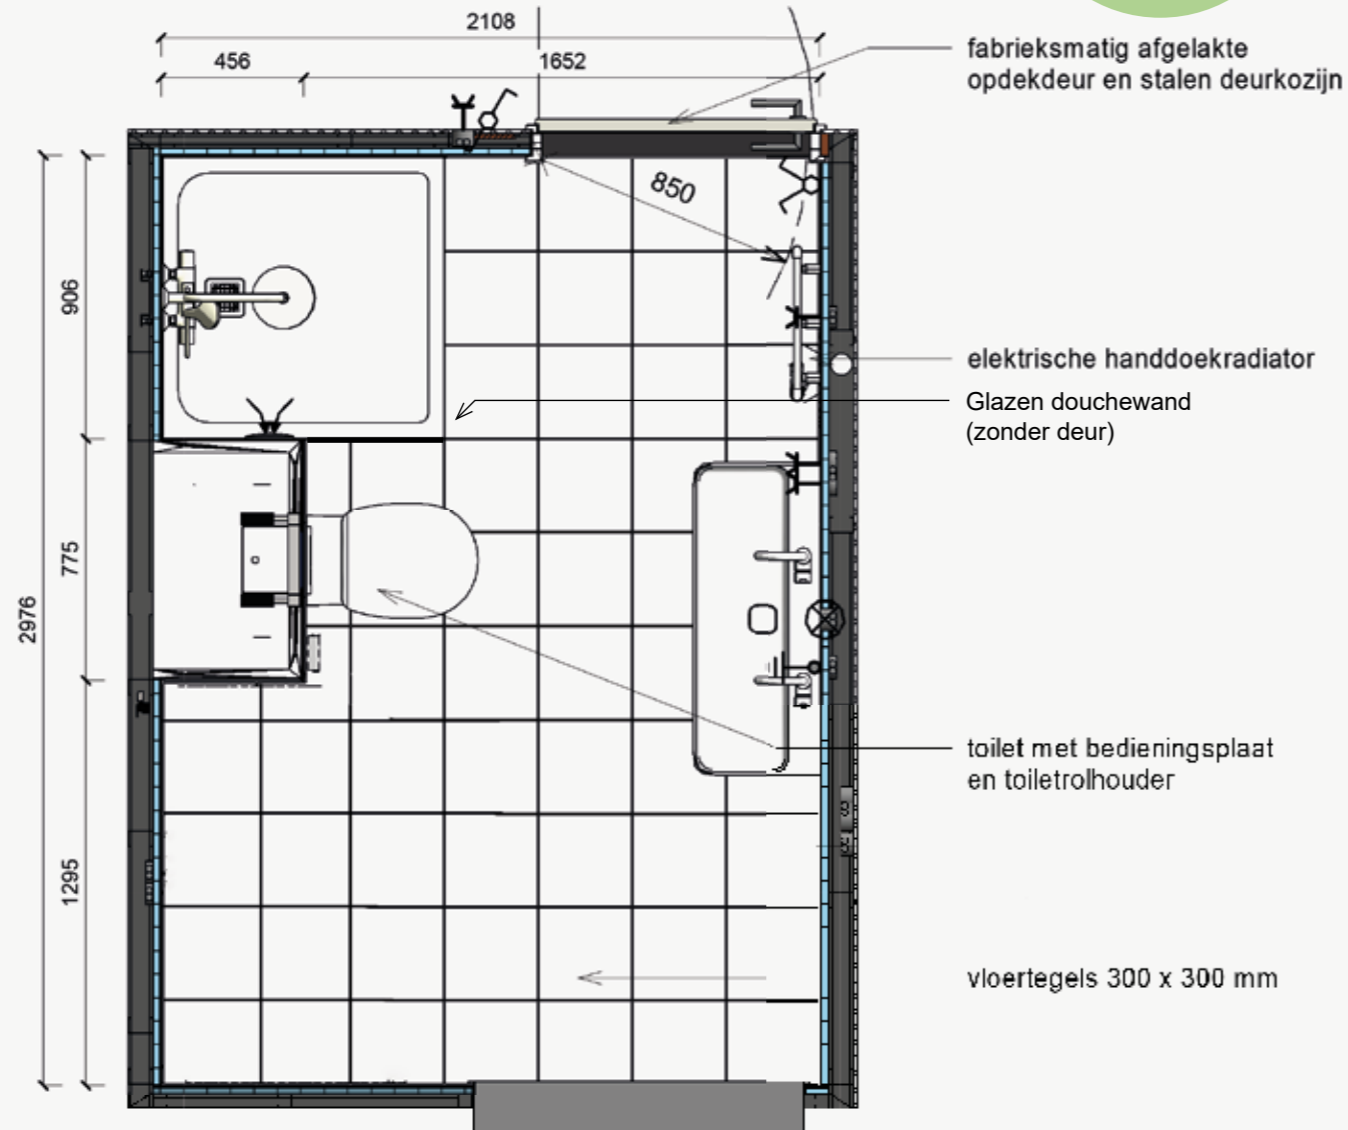 2108
456
1652
fabrieksmatig afgelakte
opdekdeur en stalen deurkozijn
850
906
elektrische handdoekradiator
Glazen douchewand
(zonder deur)
775
2976
toilet met bedieningsplaat
en toiletrolhouder
1295
vloertegels 300 x 300 mm